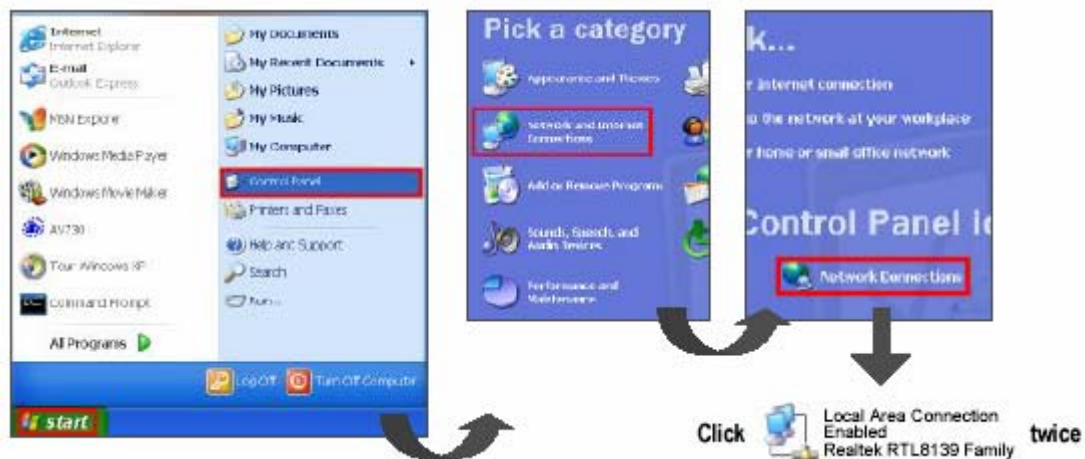 Internet
Internet Explorer
E-mail
Outlook Express
MSN Explorer
Windows Media Player
Windows Movie Maker
AV730
Tour Windows XP
Command Prompt
All Programs
My Documents
My Recent Documents
My Pictures
My Music
My Computer
Control Panel
Printers and Faxes
Help and Support
Search
Run...
Log Off
Turn Off Computer
start
Pick a category
Appearance and Themes
Network and Internet
Connections
Add or Remove Programs
Sounds, Speech, and
Audio Devices
Performance and
Maintenance
k...
r Internet connection
o the network at your workplace
r home or small office network
Control Panel ic
Network Connections
Click
Local Area Connection
Enabled
Realtek RTL8139 Family
twice